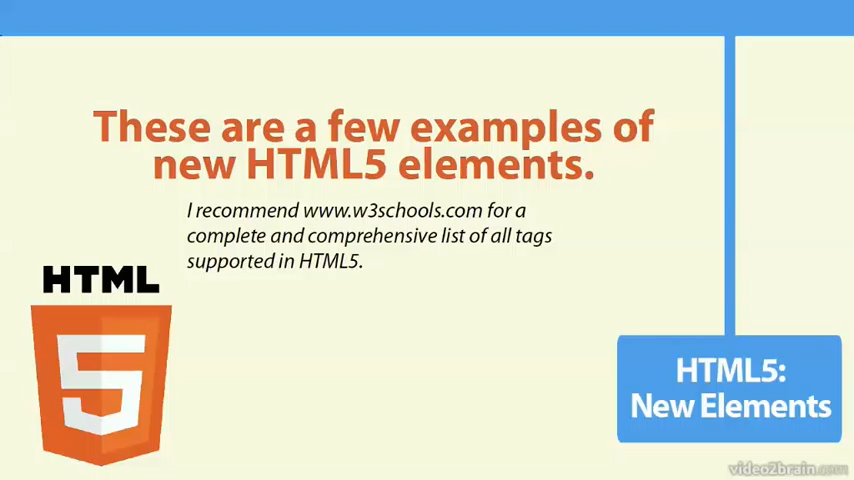 These are a few examples of
new HTML5 elements.
I recommend www.w3schools.com for a
complete and comprehensive list of all tags
supported in HTML5.
HTML
5
HTML5:
New Elements
video2brain.com